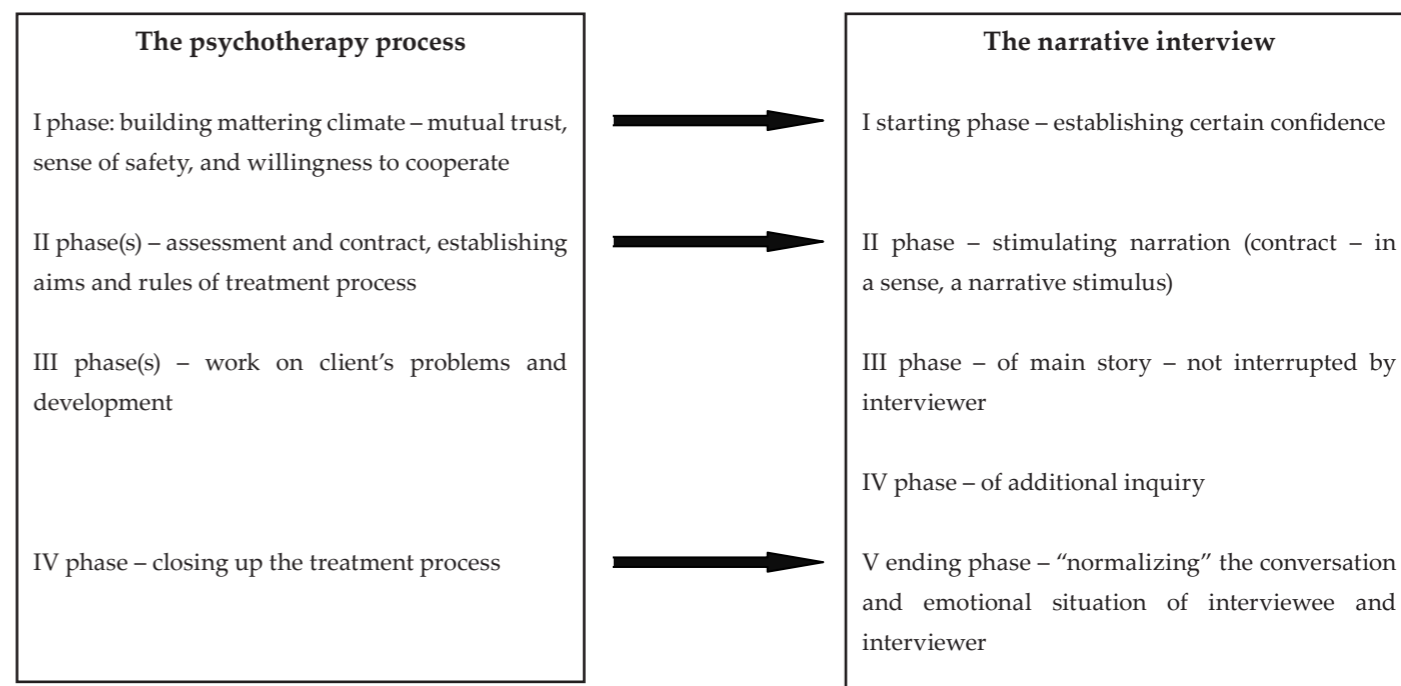 The psychotherapy process
I phase: building mattering climate – mutual trust,
sense of safety, and willingness to cooperate
II phase(s) – assessment and contract, establishing
aims and rules of treatment process
III phase(s) – work on client's problems and
development
IV phase – closing up the treatment process
The narrative interview
I starting phase – establishing certain confidence
II phase – stimulating narration (contract – in
a sense, a narrative stimulus)
III phase – of main story – not interrupted by
interviewer
IV phase – of additional inquiry
V ending phase – “normalizing” the conversation
and emotional situation of interviewee and
interviewer